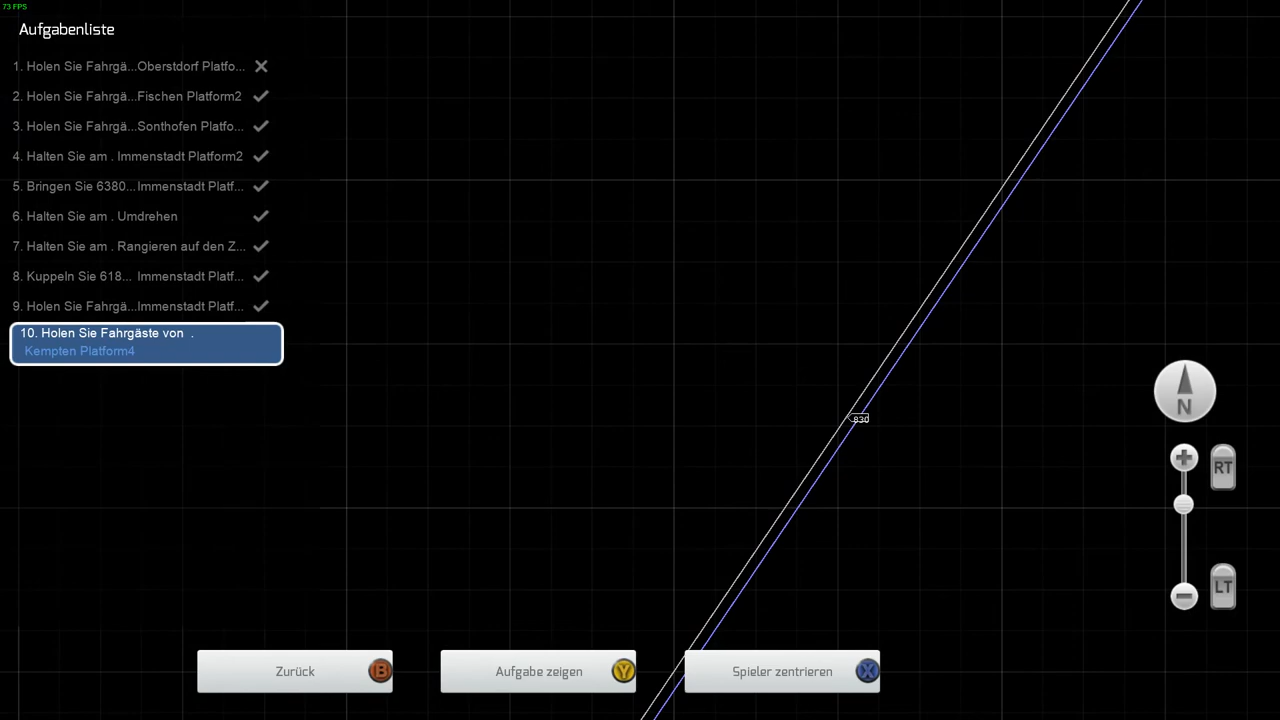 73 FPS
Aufgabenliste
1. Holen Sie Fahrgä...Oberstdorf Platfo...
2. Holen Sie Fahrgä...Fischen Platform2
3. Holen Sie Fahrgä...Sonthofen Platfo...
4. Halten Sie am . Immenstadt Platform2
5. Bringen Sie 6380... Immenstadt Platf...
6. Halten Sie am . Umdrehen
7. Halten Sie am . Rangieren auf den Z...
8. Kuppeln Sie 618... Immenstadt Platf...
9. Holen Sie Fahrgä...Immenstadt Platf...
10. Holen Sie Fahrgäste von .
Kempten Platform4
830
N
RT
LT
Zurück B
Aufgabe zeigen Y
Spieler zentrieren X